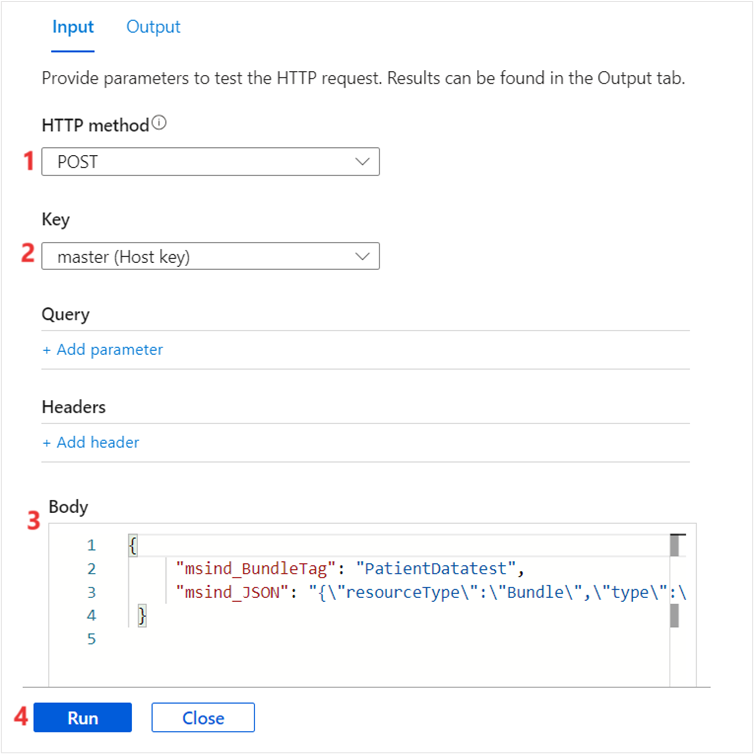 Input Output
Provide parameters to test the HTTP request. Results can be found in the Output tab.
HTTP method
1 POST
Key
2 master (Host key)
Query
+ Add parameter
Headers
+ Add header
Body
3
1 {
2 "msind_BundleTag": "PatientDatatest",
3 "msind_JSON": "{\"resourceType\":\"Bundle\",\"type\":\
4 }
5
4 Run Close